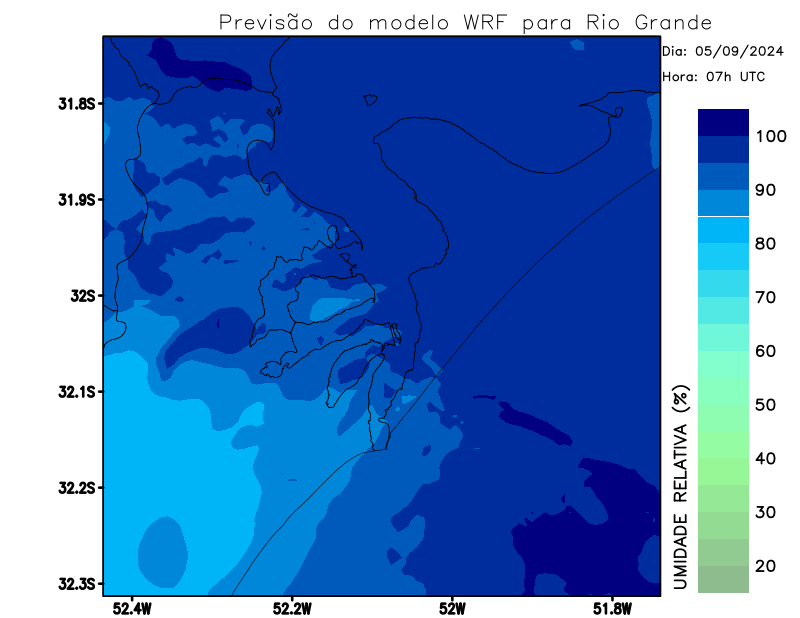 Previsão do modelo WRF para Rio Grande
Dia: 05/09/2024
Hora: 07h UTC
31.8S
31.9S
32S
32.1S
32.2S
32.3S
52.4W
52.2W
52W
51.8W
100
90
80
70
60
50
40
30
20
UMIDADE RELATIVA (%)